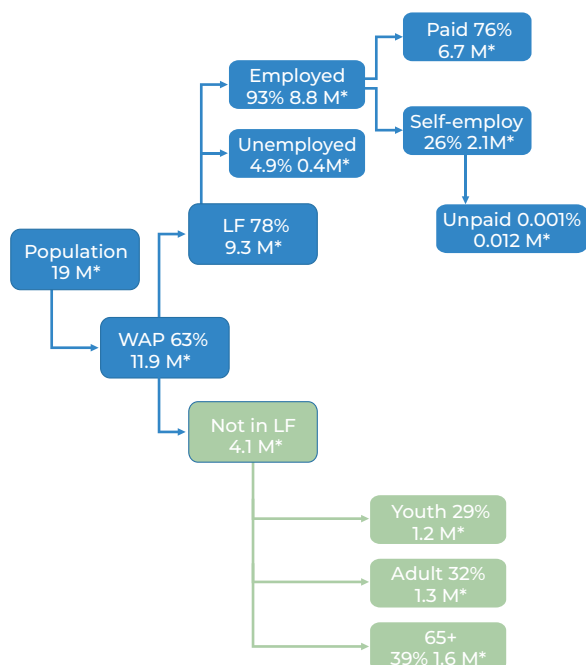 Paid 76%
6.7 M*
Employed
93% 8.8 M*
Self-employ
26% 2.1M*
Unemployed
4.9% 0.4M*
Unpaid 0.001%
0.012 M*
LF 78%
9.3 M*
Population
19 M*
WAP 63%
11.9 M*
Not in LF
4.1 M*
Youth 29%
1.2 M*
Adult 32%
1.3 M*
65+
39% 1.6 M*